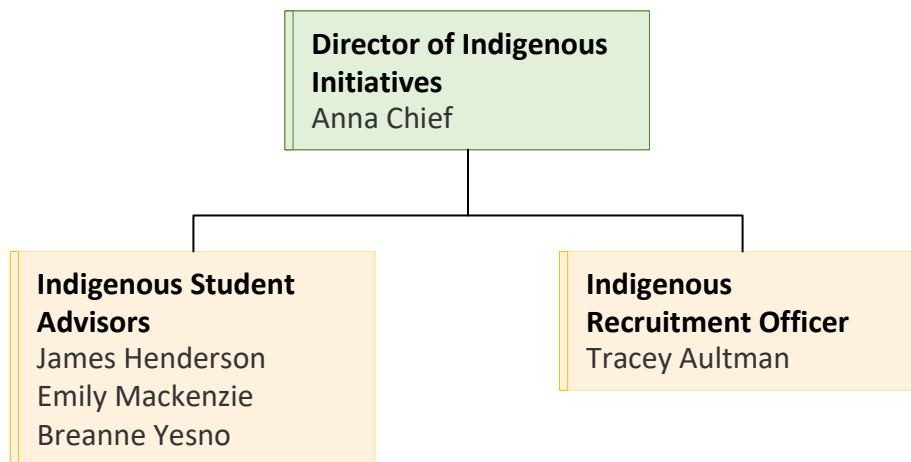 Director of Indigenous
Initiatives
Anna Chief
Indigenous Student
Advisors
James Henderson
Emily Mackenzie
Breanne Yesno
Indigenous
Recruitment Officer
Tracey Aultman